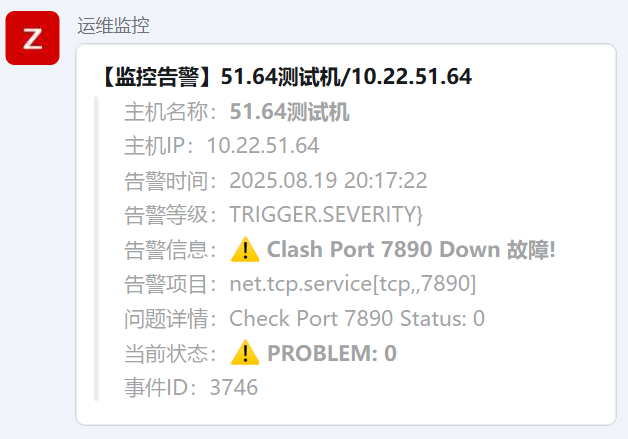 Z
运维监控
【监控告警】51.64测试机/10.22.51.64
主机名称：51.64测试机
主机IP：10.22.51.64
告警时间：2025.08.19 20:17:22
告警等级：TRIGGER.SEVERITY}
告警信息：⚠️ Clash Port 7890 Down 故障!
告警项目：net.tcp.service[tcp,,7890]
问题详情：Check Port 7890 Status: 0
当前状态：⚠️ PROBLEM: 0
事件ID：3746